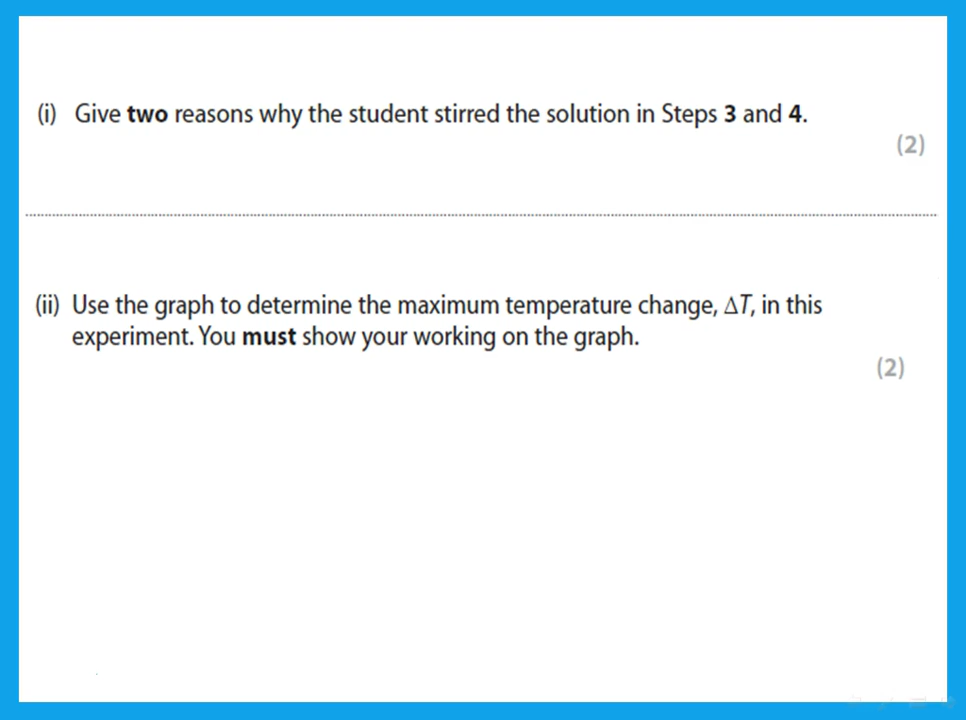 (i) Give two reasons why the student stirred the solution in Steps 3 and 4.
(2)
(ii) Use the graph to determine the maximum temperature change, ΔT, in this
experiment. You must show your working on the graph.
(2)